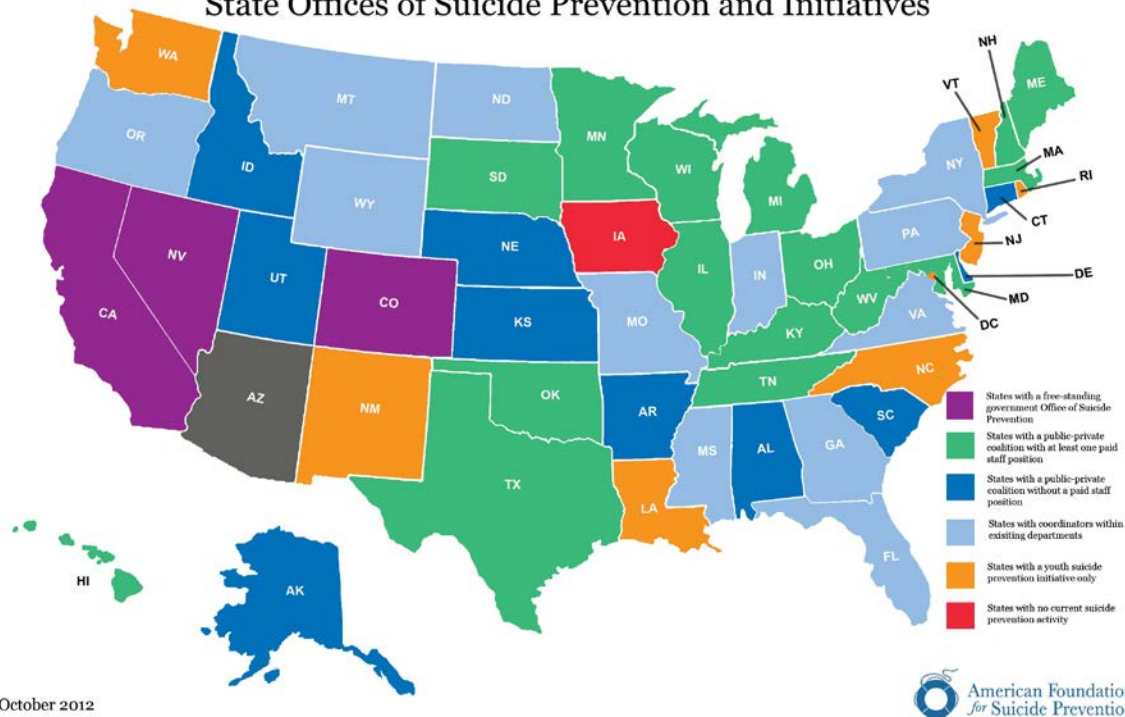 State Offices of Suicide Prevention and Initiatives
WA
MT
ND
MN
OR
ID
WY
SD
WI
MI
NH
VT
ME
NY
MA
RI
CT
NJ
PA
DE
MD
DC
CA
NV
UT
CO
NE
IA
IL
IN
OH
WV
VA
KS
MO
KY
AZ
NM
OK
AR
TN
NC
SC
TX
LA
MS
AL
GA
FL
HI
AK
States with a free-standing
government Office of Suicide
Prevention
States with a public-private
coalition with at least one paid
staff position
States with a public-private
coalition without a paid staff
position
States with coordinators within
exisiting departments
States with a youth suicide
prevention initiative only
States with no current suicide
prevention activity
October 2012
American Foundatio
for Suicide Preventio